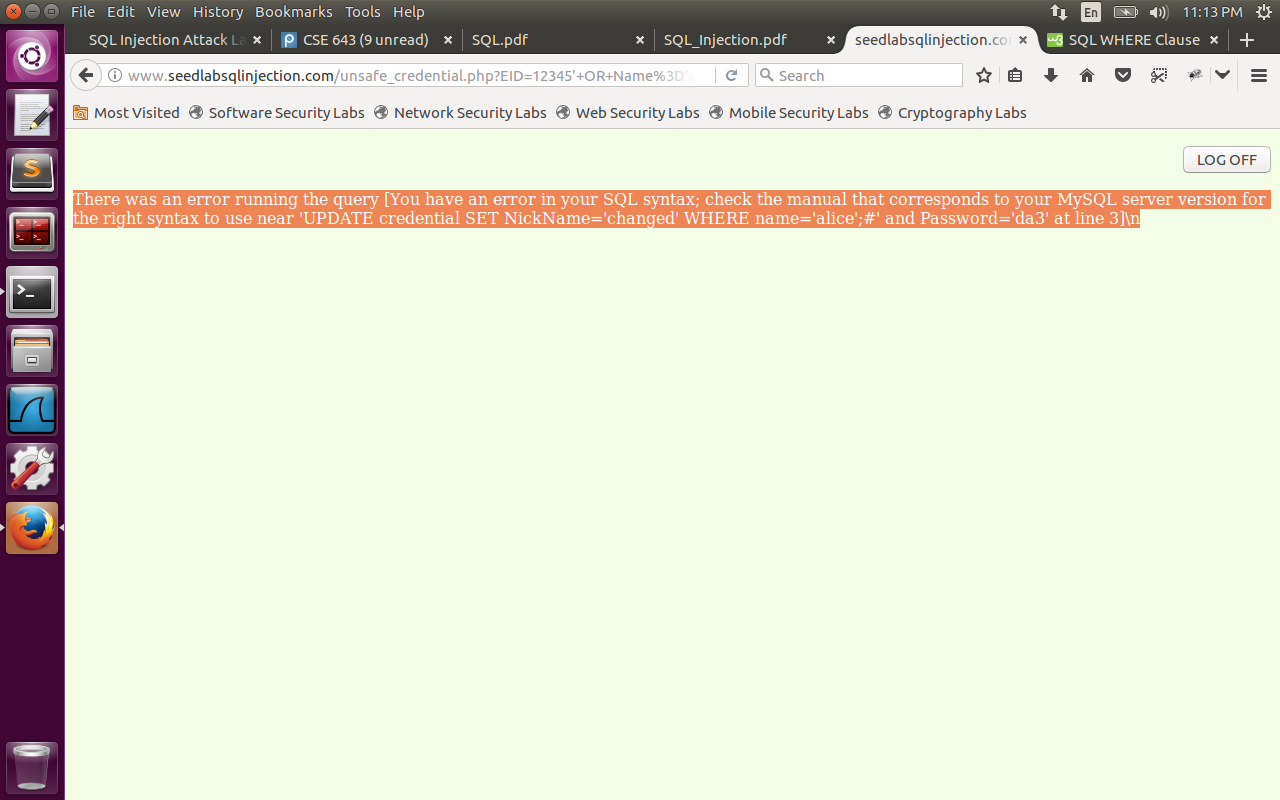 File Edit View History Bookmarks Tools Help En 11:13 PM
SQL Injection Attack La CSE 643 (9 unread) SQL.pdf SQL_Injection.pdf seedlabsqlinjection.co SQL WHERE Clause
www.seedlabsqlinjection.com/unsafe_credential.php?EID=12345'+OR+Name%3D' Search
Most Visited Software Security Labs Network Security Labs Web Security Labs Mobile Security Labs Cryptography Labs
LOG OFF
There was an error running the query [You have an error in your SQL syntax; check the manual that corresponds to your MySQL server version for
the right syntax to use near 'UPDATE credential SET NickName='changed' WHERE name='alice';#' and Password='da3' at line 3]\n